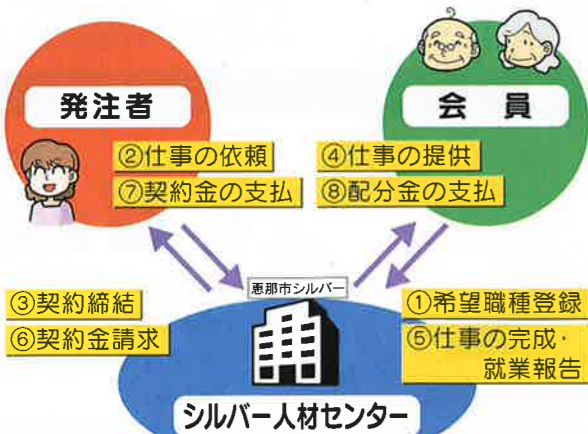 発注者
会員
②仕事の依頼
⑦契約金の支払
④仕事の提供
⑧配分金の支払
恵那市シルバー
③契約締結
⑥契約金請求
①希望職種登録
⑤仕事の完成・
就業報告
シルバー人材センター